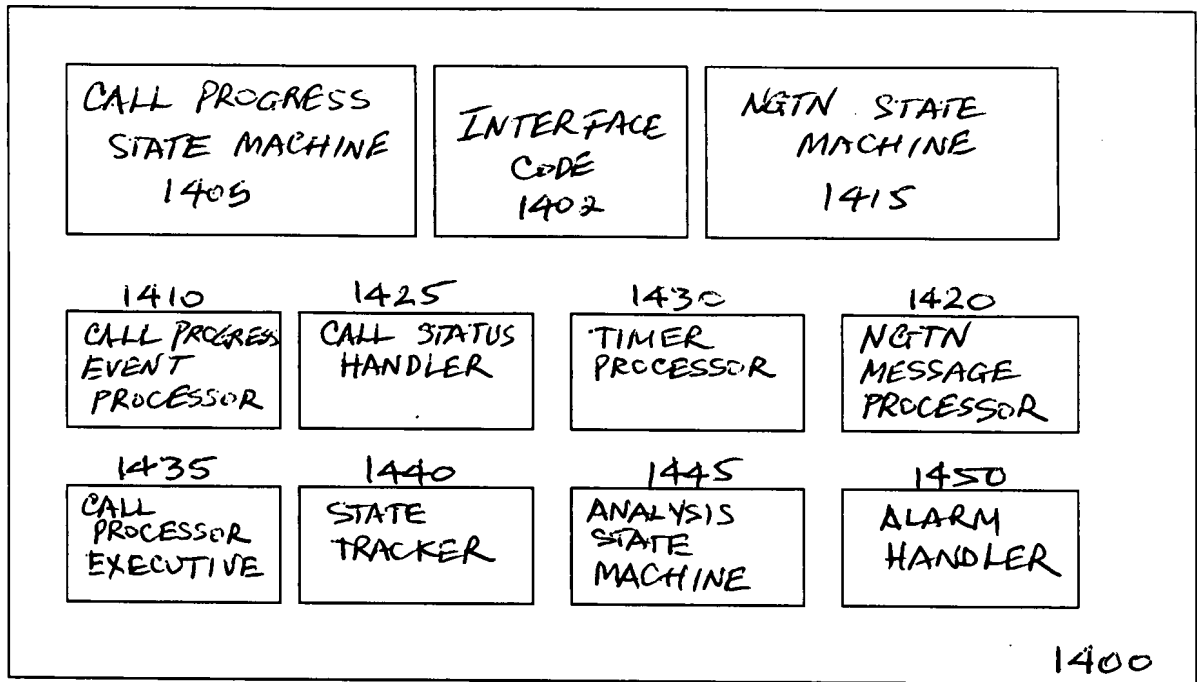 CALL PROGRESS
STATE MACHINE
1405
INTERFACE
CODE
1402
NGTN STATE
MACHINE
1415
1410
CALL PROGRESS
EVENT
PROCESSOR
1425
CALL STATUS
HANDLER
1430
TIMER
PROCESSOR
1420
NGTN
MESSAGE
PROCESSOR
1435
CALL
PROCESSOR
EXECUTIVE
1440
STATE
TRACKER
1445
ANALYSIS
STATE
MACHINE
1450
ALARM
HANDLER
1400